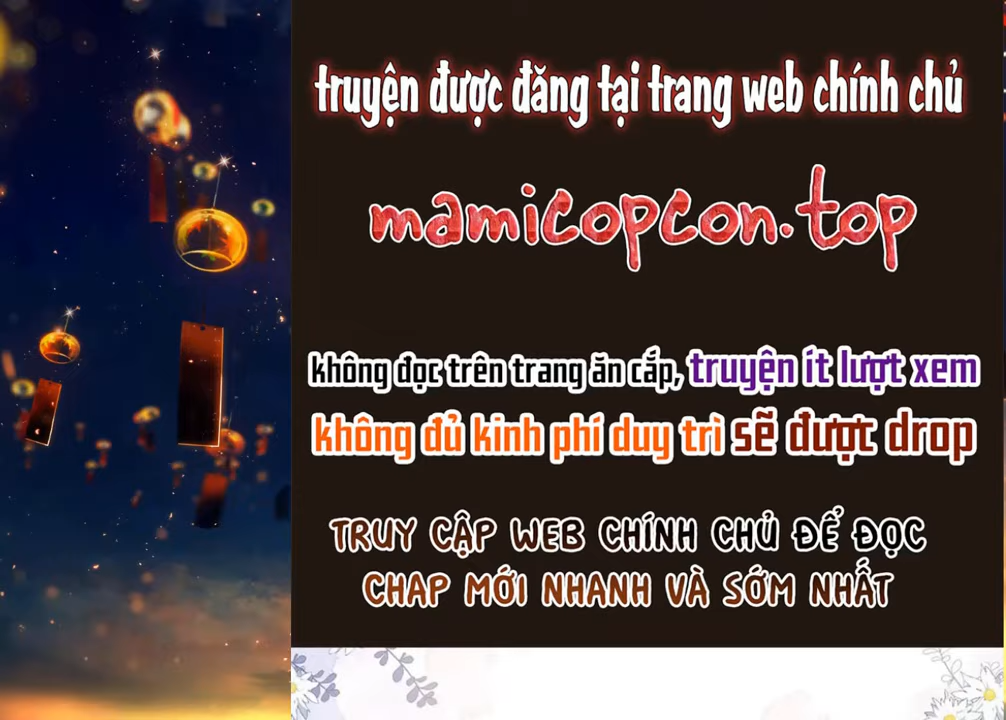 truyện được đăng tại trang web chính chủ
mamicopcon.top
không đọc trên trang ăn cắp, truyện ít lượt xem
không đủ kinh phí duy trì sẽ được drop
TRUY CẬP WEB CHÍNH CHỦ ĐỂ ĐỌC
CHAP MỚI NHANH VÀ SỚM NHẤT